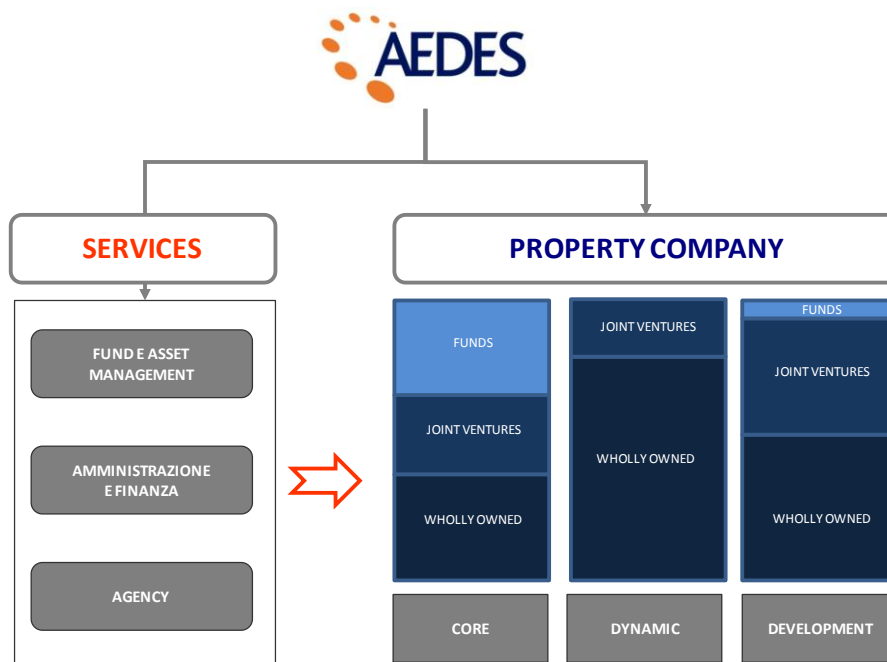 AEDES
SERVICES
PROPERTY COMPANY
FUND E ASSET
MANAGEMENT
AMMINISTRAZIONE
E FINANZA
AGENCY
FUNDS
JOINT VENTURES
WHOLLY OWNED
CORE
JOINT VENTURES
WHOLLY OWNED
DYNAMIC
FUNDS
JOINT VENTURES
WHOLLY OWNED
DEVELOPMENT